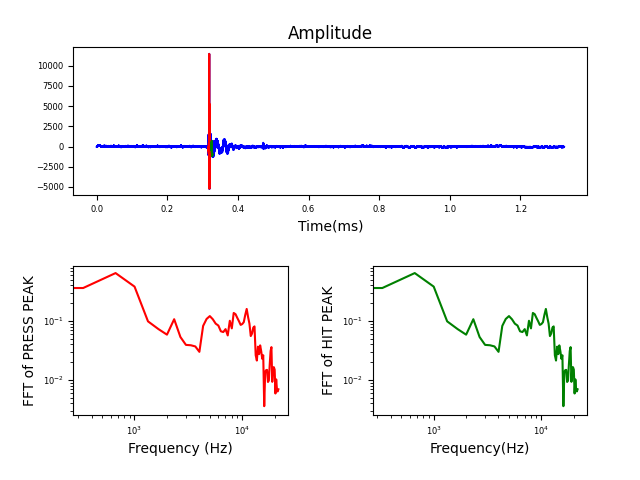 Amplitude
10000
7500
5000
2500
0
−2500
−5000
0.0 0.2 0.4 0.6 0.8 1.0 1.2
Time(ms)
FFT of PRESS PEAK
10⁻¹
10⁻²
10³ 10⁴
Frequency (Hz)
FFT of HIT PEAK
10⁻¹
10⁻²
10³ 10⁴
Frequency(Hz)